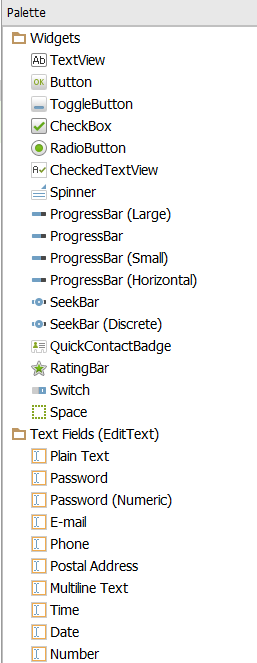 Palette
Widgets
Ab TextView
OK Button
ToggleButton
CheckBox
RadioButton
A CheckedTextView
Spinner
ProgressBar (Large)
ProgressBar
ProgressBar (Small)
ProgressBar (Horizontal)
SeekBar
SeekBar (Discrete)
QuickContactBadge
RatingBar
Switch
Space
Text Fields (EditText)
Plain Text
Password
Password (Numeric)
E-mail
Phone
Postal Address
Multiline Text
Time
Date
Number